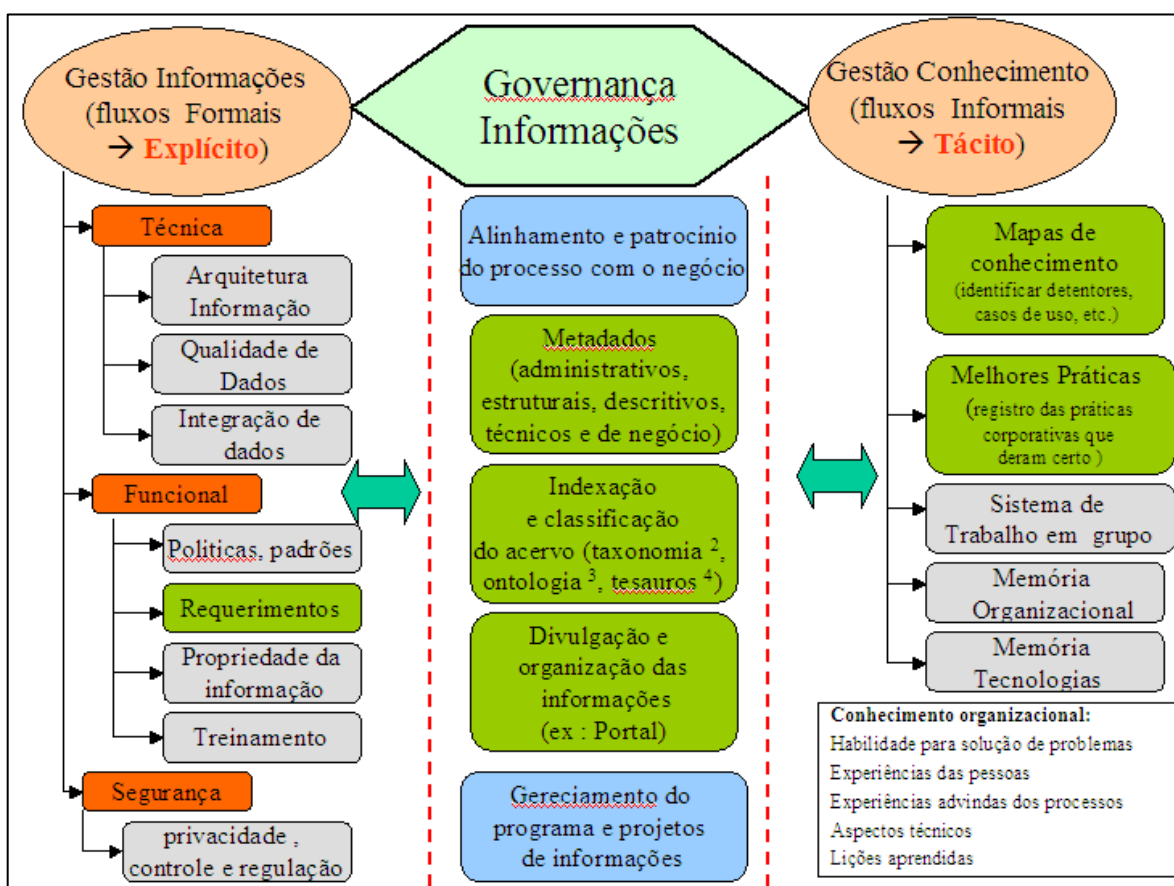 Gestão Informações
(fluxos Formais
→ Explícito)
Técnica
Arquitetura
Informação
Qualidade de
Dados
Integração de
dados
Funcional
Politicas, padrões
Requerimentos
Propriedade da
informação
Treinamento
Segurança
privacidade ,
controle e regulação
Governança
Informações
Alinhamento e patrocínio
do processo com o negócio
Metadados
(administrativos,
estruturais, descritivos,
técnicos e de negócio)
Indexação
e classificação
do acervo (taxonomia ²,
ontologia ³, tesauros ⁴)
Divulgação e
organização das
informações
(ex : Portal)
Gereciamento do
programa e projetos
de informações
Gestão Conhecimento
(fluxos Informais
→ Tácito)
Mapas de
conhecimento
(identificar detentores,
casos de uso, etc.)
Melhores Práticas
(registro das práticas
corporativas que
deram certo )
Sistema de
Trabalho em grupo
Memória
Organizacional
Memória
Tecnologias
Conhecimento organizacional:
Habilidade para solução de problemas
Experiências das pessoas
Experiências advindas dos processos
Aspectos técnicos
Lições aprendidas